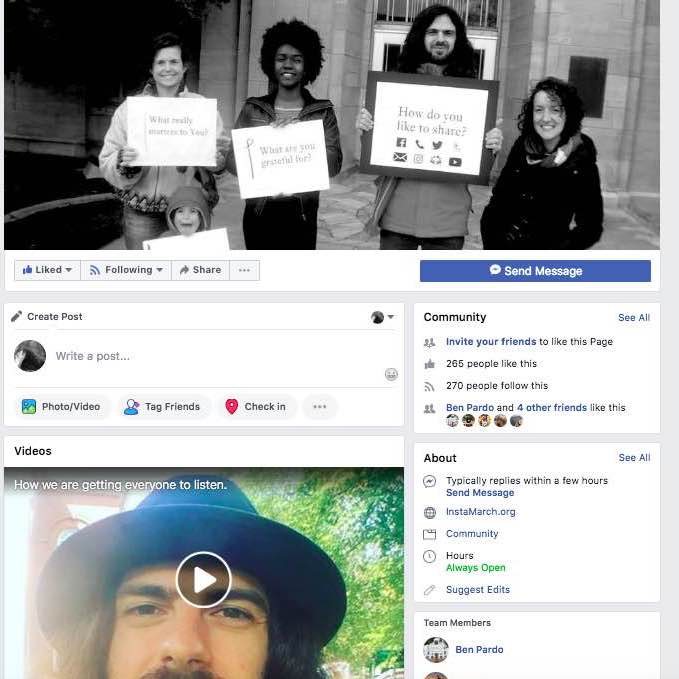 What really
matters to You?
What are you
grateful for?
How do you
like to share?
Liked
Following
Share
...
Send Message
Create Post
Write a post...
Photo/Video
Tag Friends
Check in
...
Videos
How we are getting everyone to listen.
Community
See All
Invite your friends to like this Page
265 people like this
270 people follow this
Ben Pardo and 4 other friends like this
About
See All
Typically replies within a few hours
Send Message
InstaMarch.org
Community
Hours
Always Open
Suggest Edits
Team Members
Ben Pardo